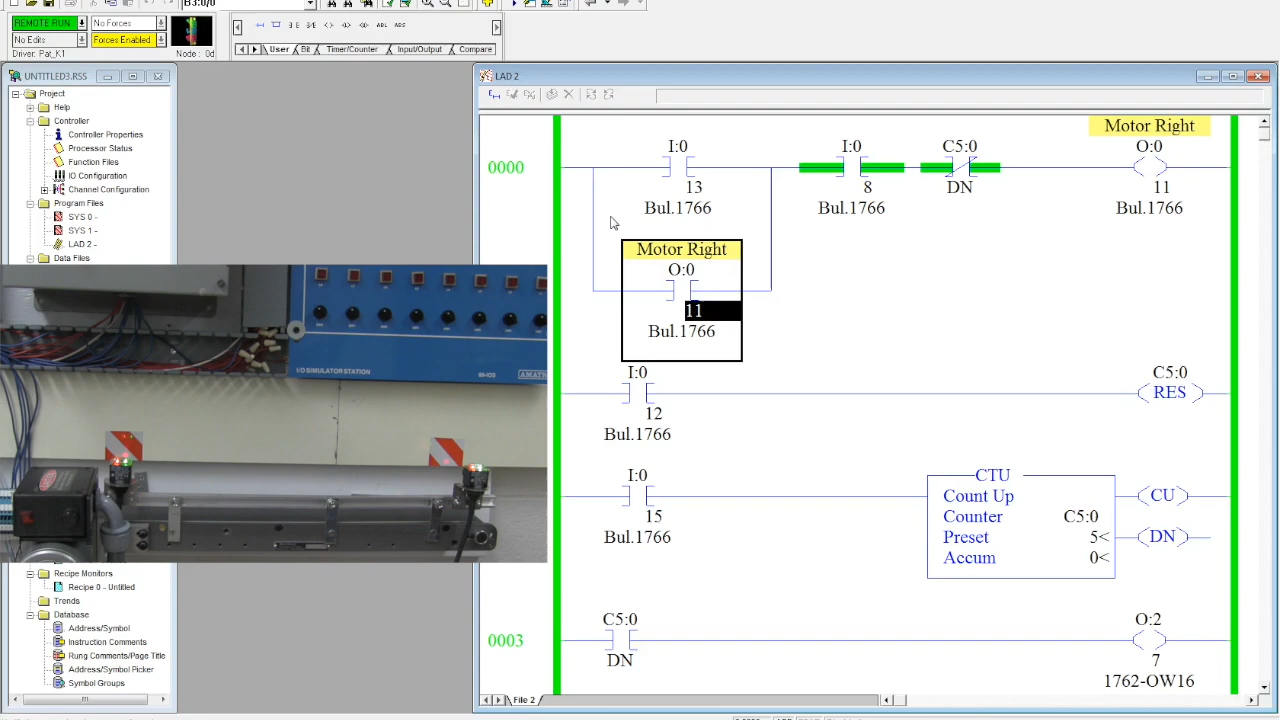 B3:0/0
REMOTE RUN
No Forces
No Edits
Forces Enabled
Driver: Pat_K1
Node : 0d
User
Bit
Timer/Counter
Input/Output
Compare
UNTITLED3.RSS
Project
Help
Controller
Controller Properties
Processor Status
Function Files
IO Configuration
Channel Configuration
Program Files
SYS 0 -
SYS 1 -
LAD 2 -
Data Files
I/O SIMULATOR STATION
Recipe Monitors
Recipe 0 - Untitled
Trends
Database
Address/Symbol
Instruction Comments
Rung Comments/Page Title
Address/Symbol Picker
Symbol Groups
LAD 2
Motor Right
0000
I:0
13
Bul.1766
I:0
8
Bul.1766
C5:0
DN
O:0
11
Bul.1766
Motor Right
O:0
11
Bul.1766
I:0
12
Bul.1766
C5:0
RES
I:0
15
Bul.1766
CTU
Count Up
Counter C5:0
Preset 5<
Accum 0<
CU
DN
0003
C5:0
DN
O:2
7
1762-OW16
File 2